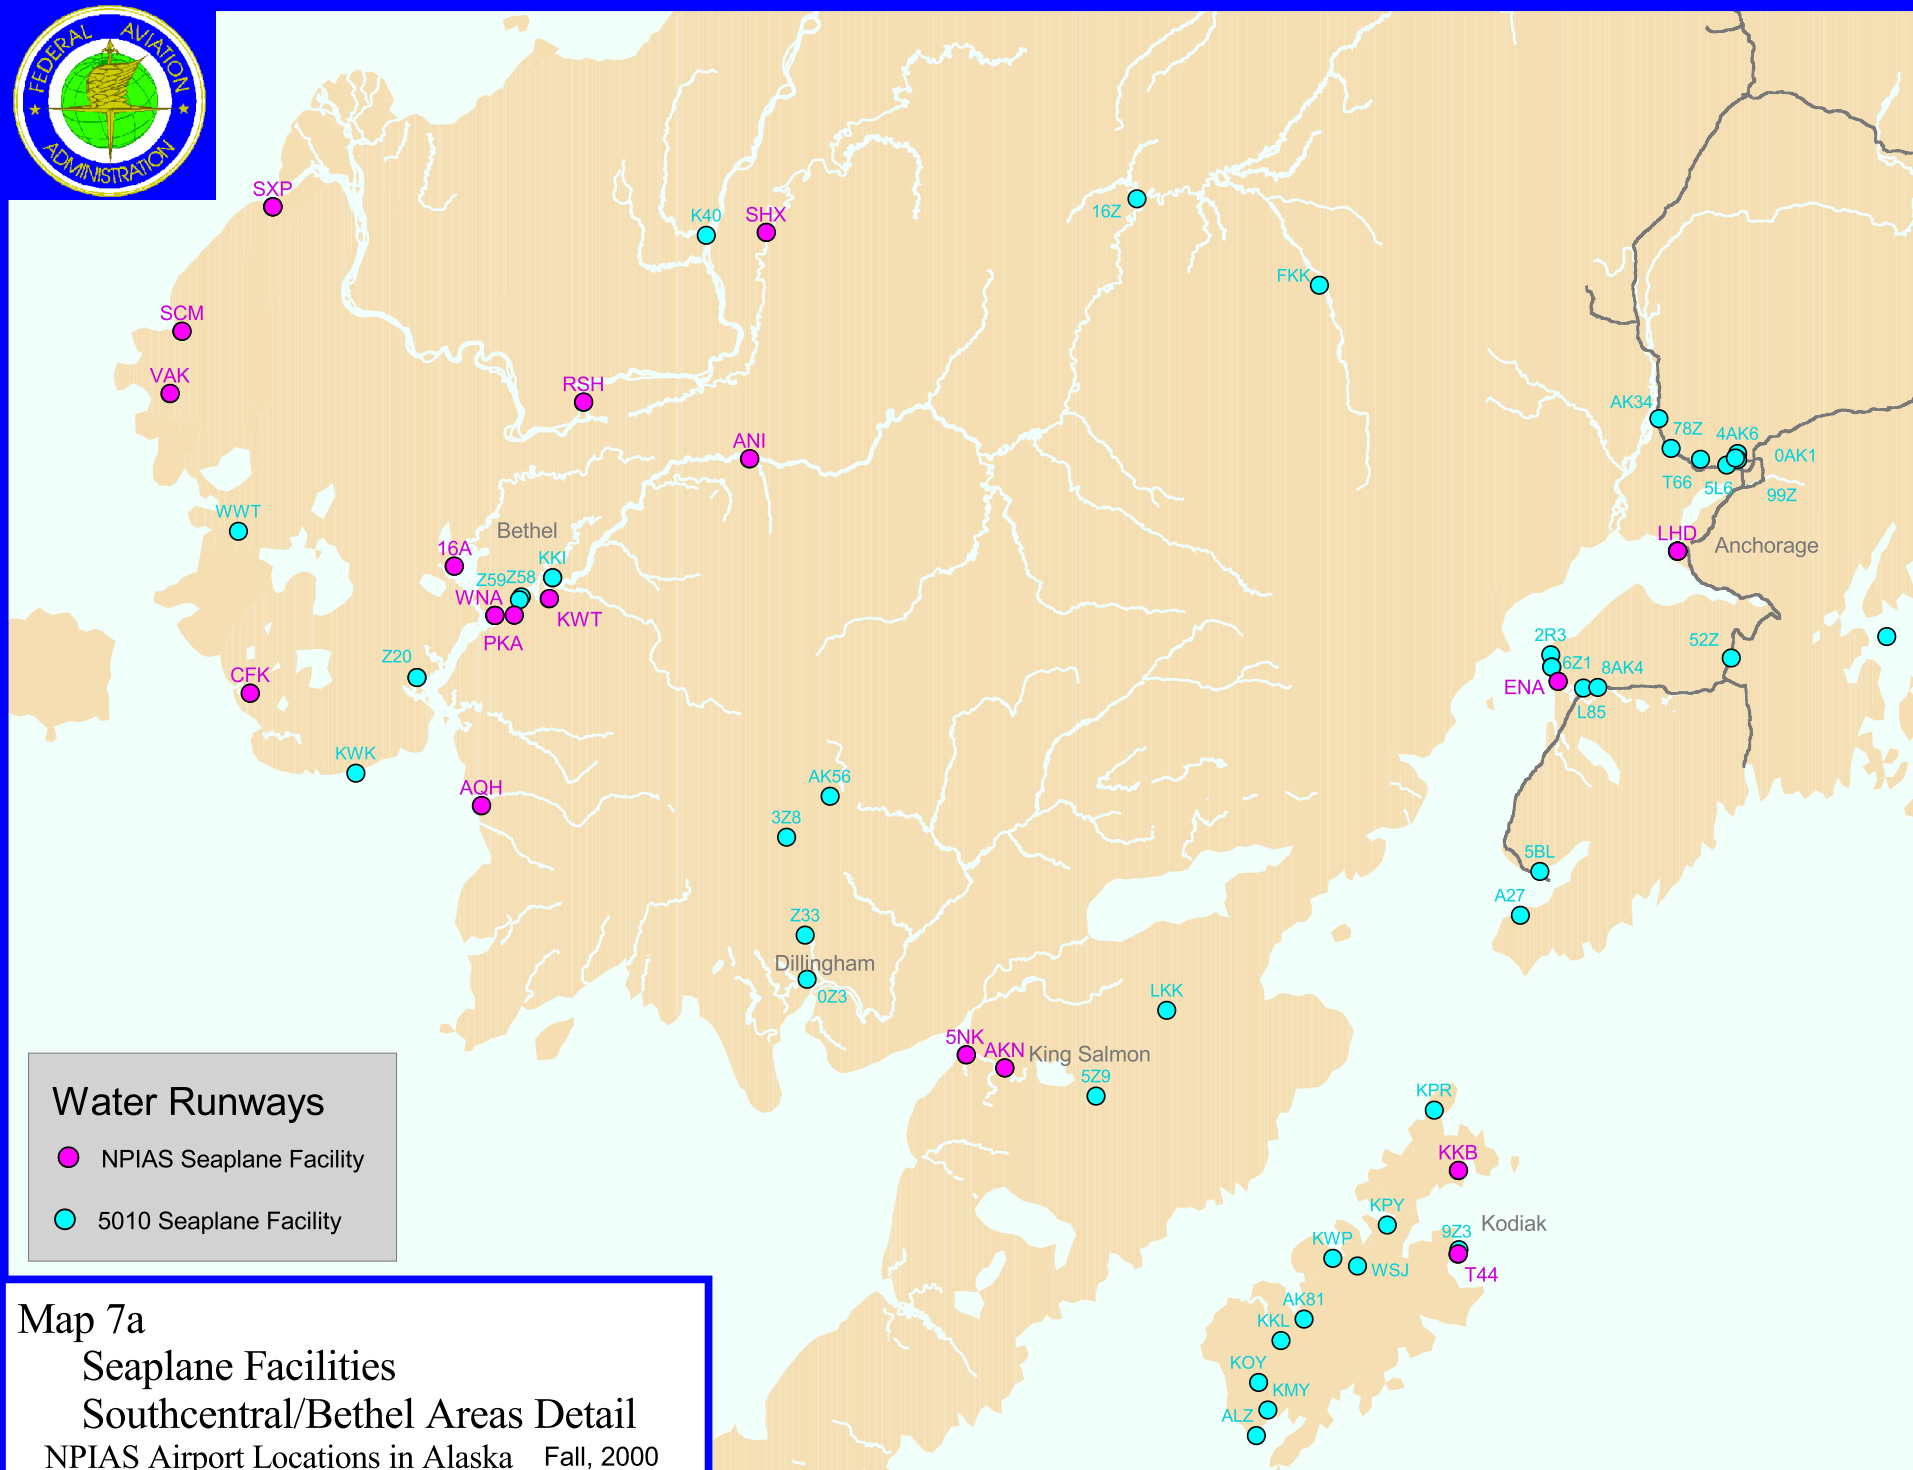 FEDERAL AVIATION
ADMINISTRATION
SXP
K40
SHX
16Z
FKK
SCM
VAK
RSH
AK34
78Z
4AK6
0AK1
ANI
T66
5L6
99Z
WWT
Bethel
LHD
Anchorage
16A
KKI
Z59
Z58
WNA
KWT
PKA
2R3
52Z
Z20
6Z1
8AK4
CFK
ENA
L85
KWK
AQH
AK56
3Z8
5BL
A27
Z33
Dillingham
0Z3
LKK
5NK
AKN
King Salmon
5Z9
KPR
Water Runways
NPIAS Seaplane Facility
5010 Seaplane Facility
KKB
KPY
9Z3
Kodiak
KWP
WSJ
T44
AK81
KKL
KOY
KMY
ALZ
Map 7a
Seaplane Facilities
Southcentral/Bethel Areas Detail
NPIAS Airport Locations in Alaska Fall, 2000